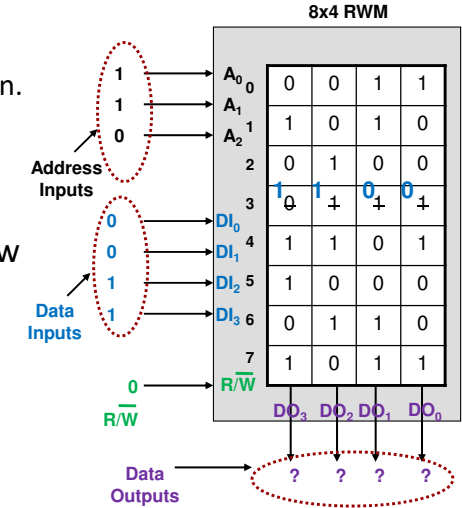 8x4 RWM
1 A0 0 0 0 1 1
n.
1 A1 1 1 0 1 0
0 A2
2 0 1 0 0
Address
Inputs
1 1 0 0
3 0 1 1 1
0 DI0
w
0 DI1 4 1 1 0 1
1 DI2 5 1 0 0 0
Data
Inputs
1 DI3 6 0 1 1 0
7 1 0 1 1
0 R/W̅
R/W̅
DO3 DO2 DO1 DO0
Data
Outputs
? ? ? ?